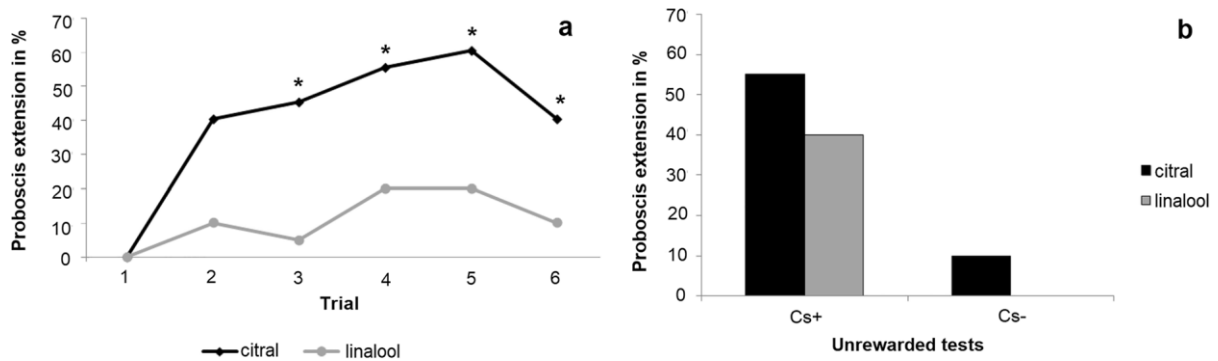 a
Proboscis extension in %
70
60
50
40
30
20
10
0
*
*
*
*
1 2 3 4 5 6
Trial
citral linalool
b
Proboscis extension in %
70
60
50
40
30
20
10
0
Cs+ Cs-
Unrewarded tests
citral
linalool